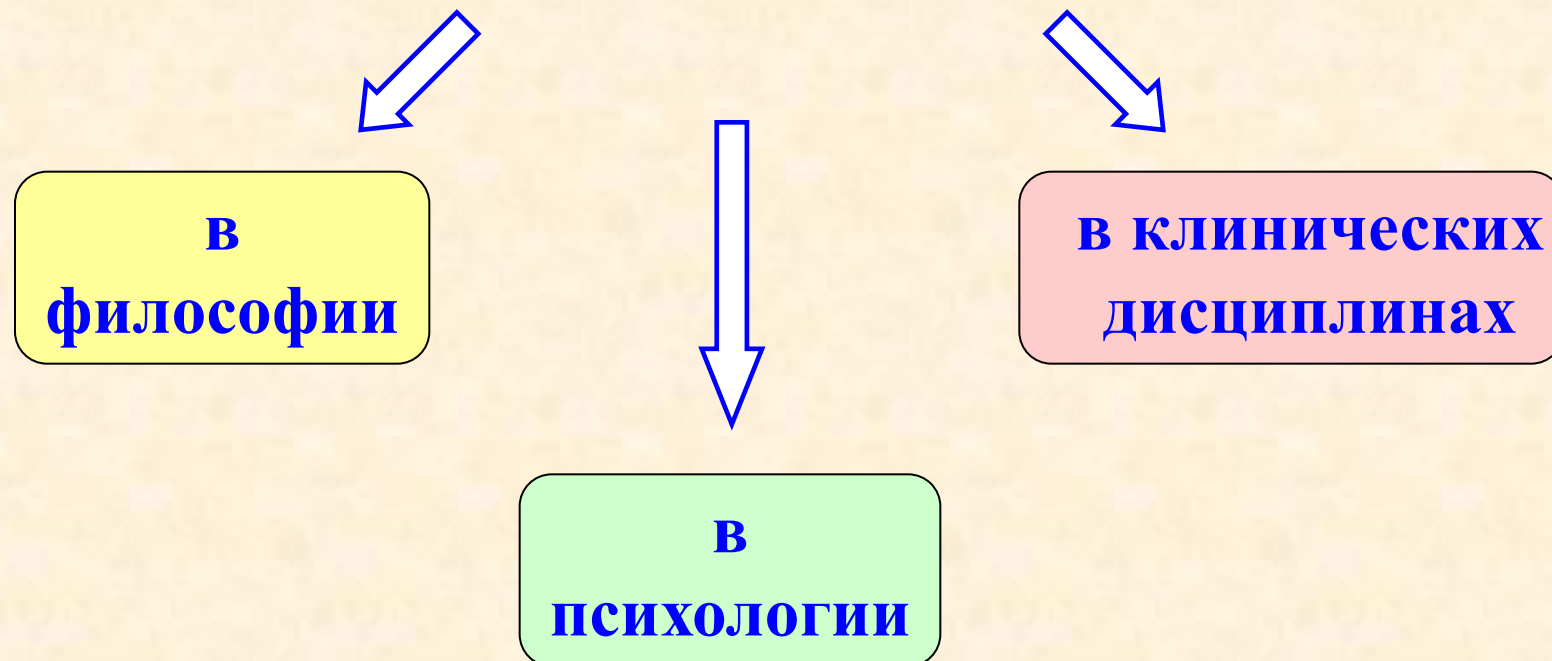 в
философии
в клинических
дисциплинах
в
психологии